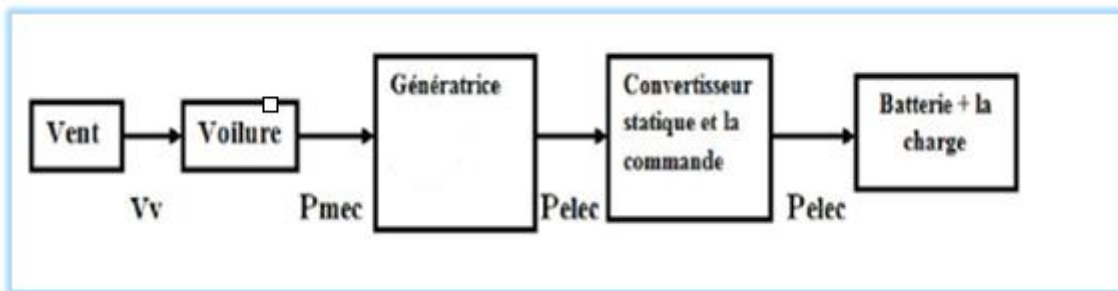 Vent
Voilure
Génératrice
Convertisseur
statique et la
commande
Batterie + la
charge
Vv
Pmec
Pelec
Pelec